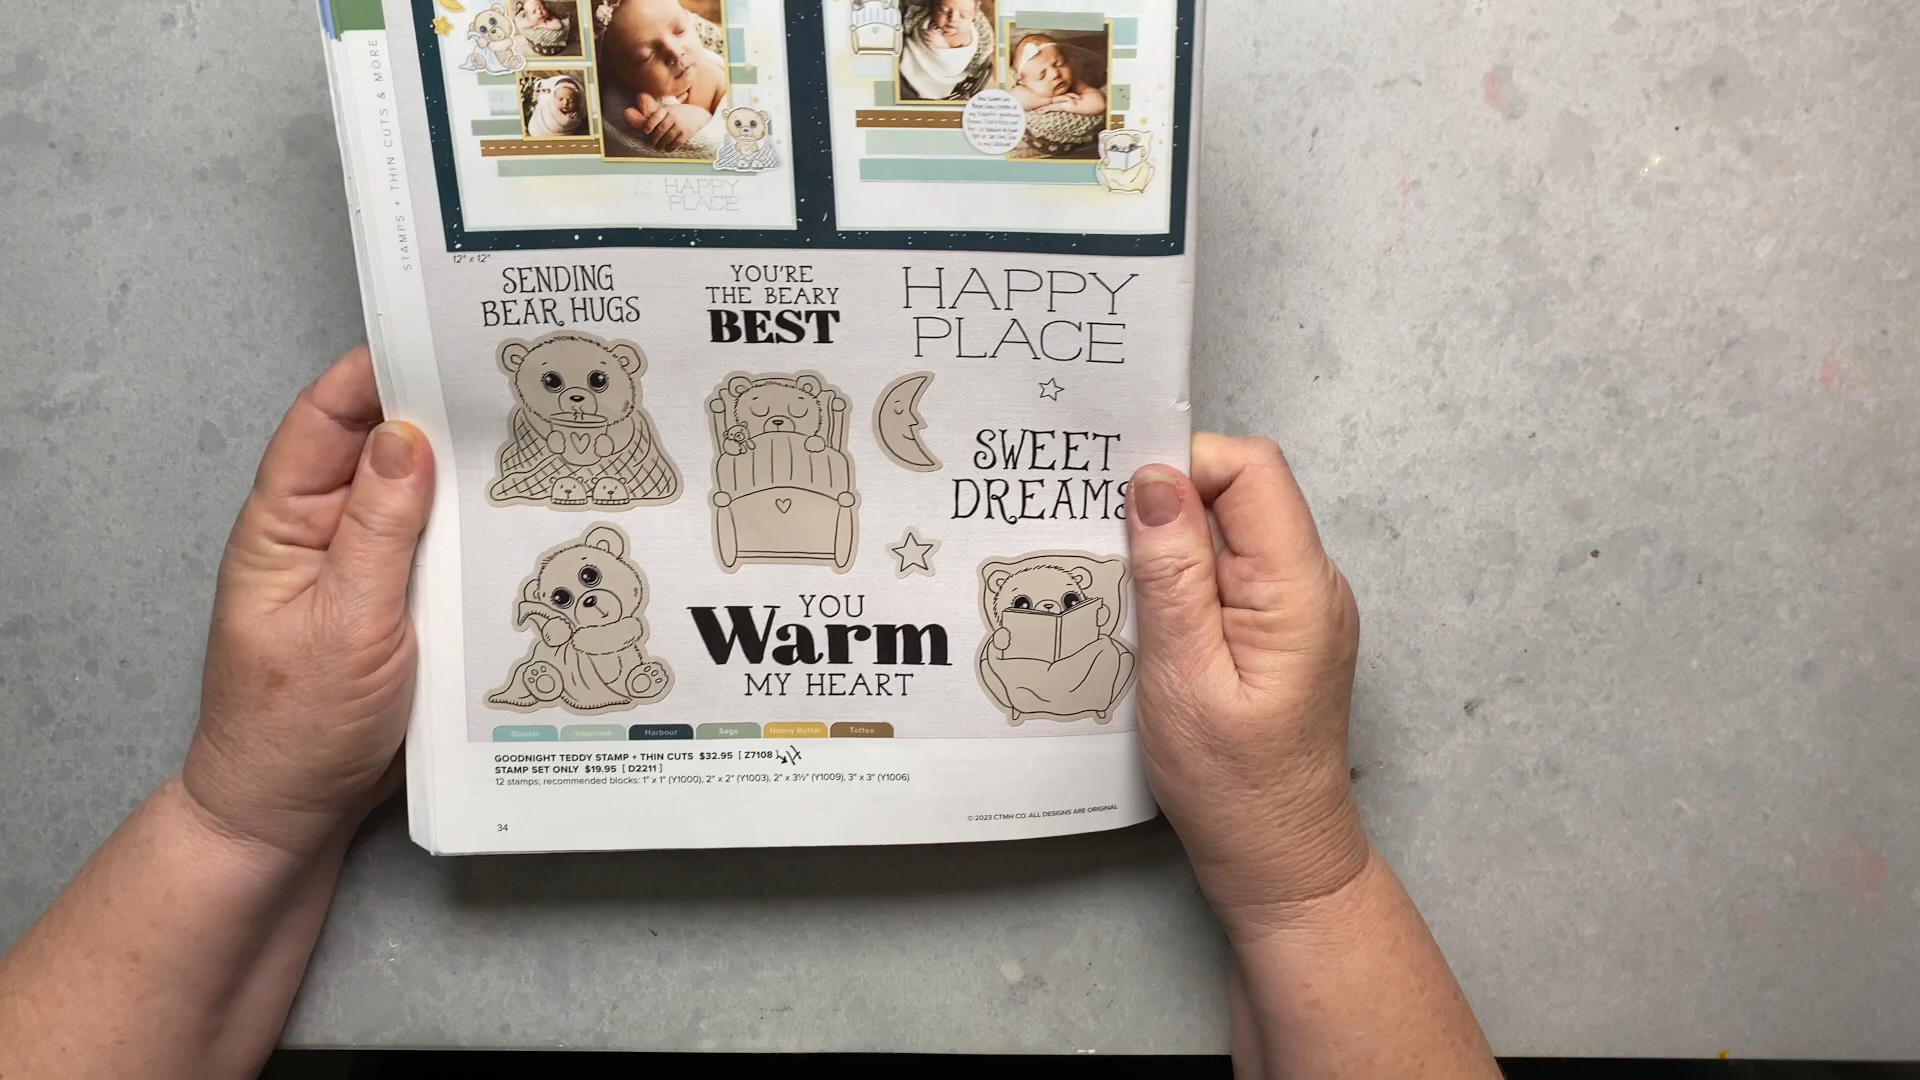 STAMPS + THIN CUTS & MORE
HAPPY
PLACE
12" x 12"
SENDING
BEAR HUGS
YOU'RE
THE BEARY
BEST
HAPPY
PLACE
SWEET
DREAMS
YOU
Warm
MY HEART
Glacier
Harbour
Sage
Honey Butter
Toffee
GOODNIGHT TEDDY STAMP + THIN CUTS $32.95 [ Z7108
STAMP SET ONLY $19.95 [ D2211 ]
12 stamps; recommended blocks: 1" x 1" (Y1000), 2" x 2" (Y1003), 2" x 3½" (Y1009), 3" x 3" (Y1006)
34
© 2023 CTMH CO. ALL DESIGNS ARE ORIGINAL